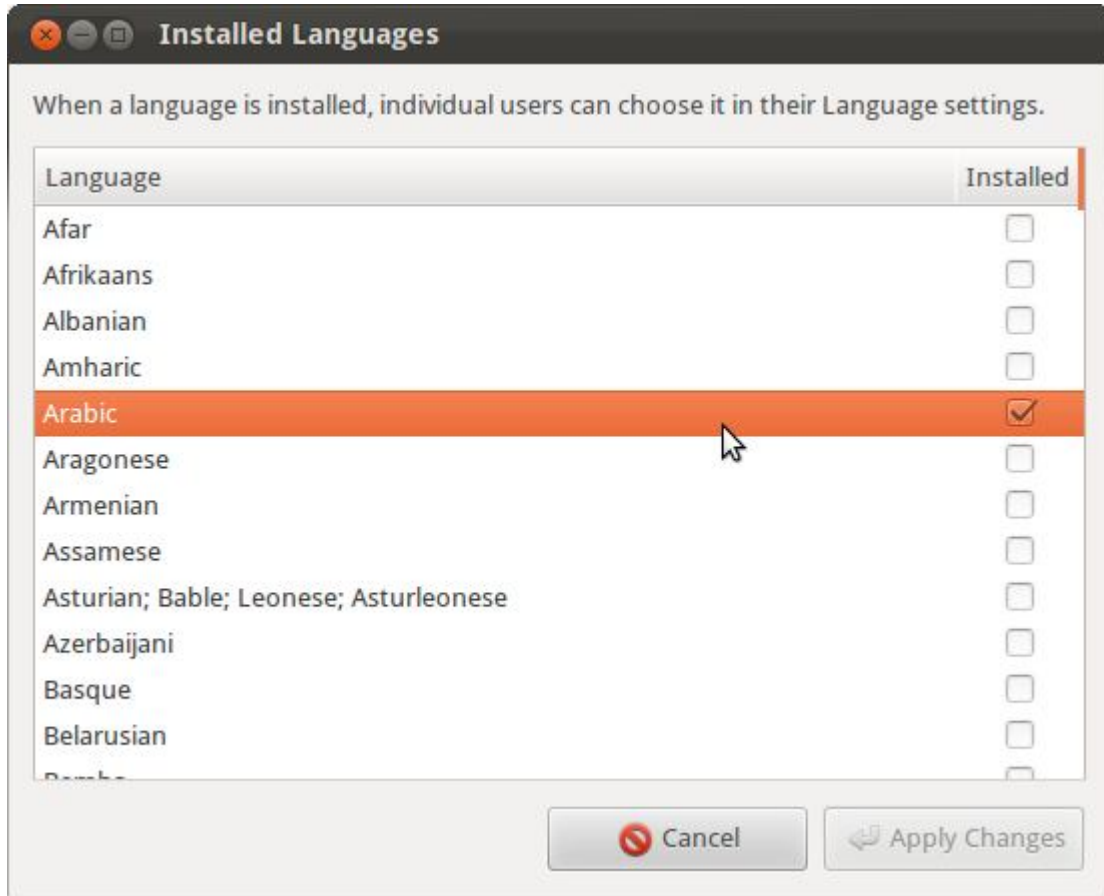 Installed Languages
When a language is installed, individual users can choose it in their Language settings.
Language Installed
Afar
Afrikaans
Albanian
Amharic
Arabic
Aragonese
Armenian
Assamese
Asturian; Bable; Leonese; Asturleonese
Azerbaijani
Basque
Belarusian
Cancel Apply Changes